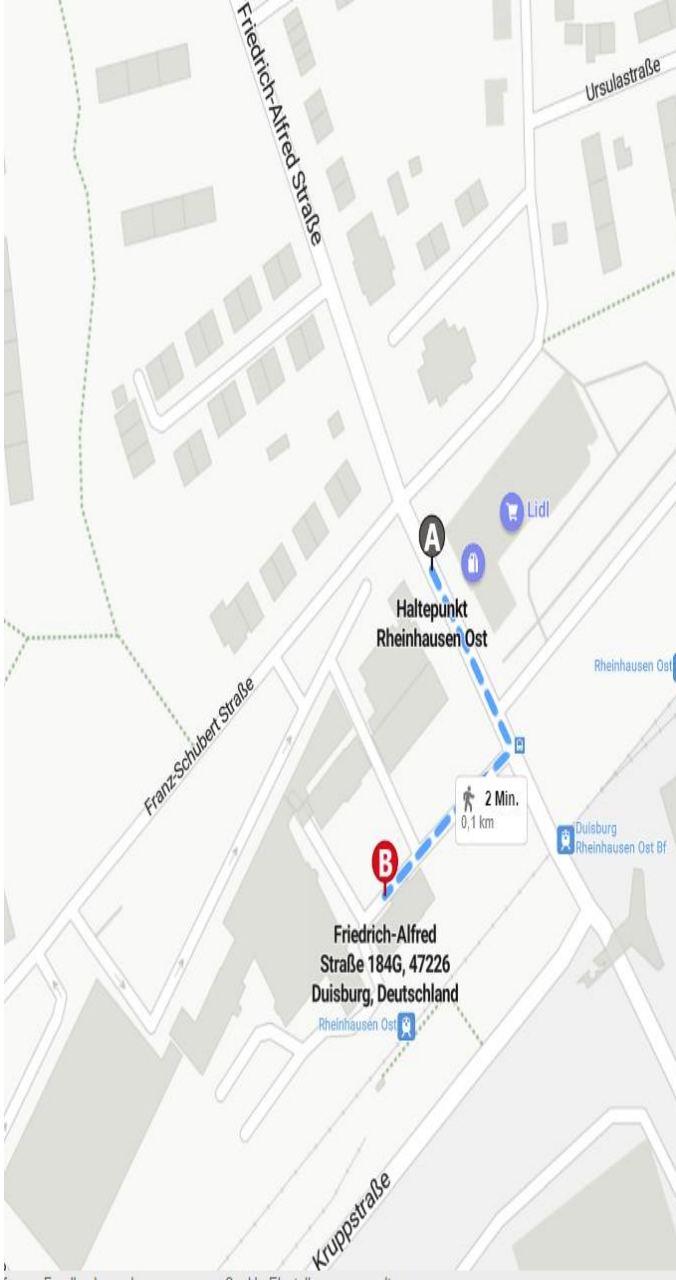 Friedrich-Alfred Straße
Ursulastraße
Lidl
A
Haltepunkt
Rheinhausen Ost
Rheinhausen Ost
Franz-Schubert Straße
2 Min.
0,1 km
Duisburg
Rheinhausen Ost Bf
B
Friedrich-Alfred
Straße 184G, 47226
Duisburg, Deutschland
Rheinhausen Ost
Kruppstraße